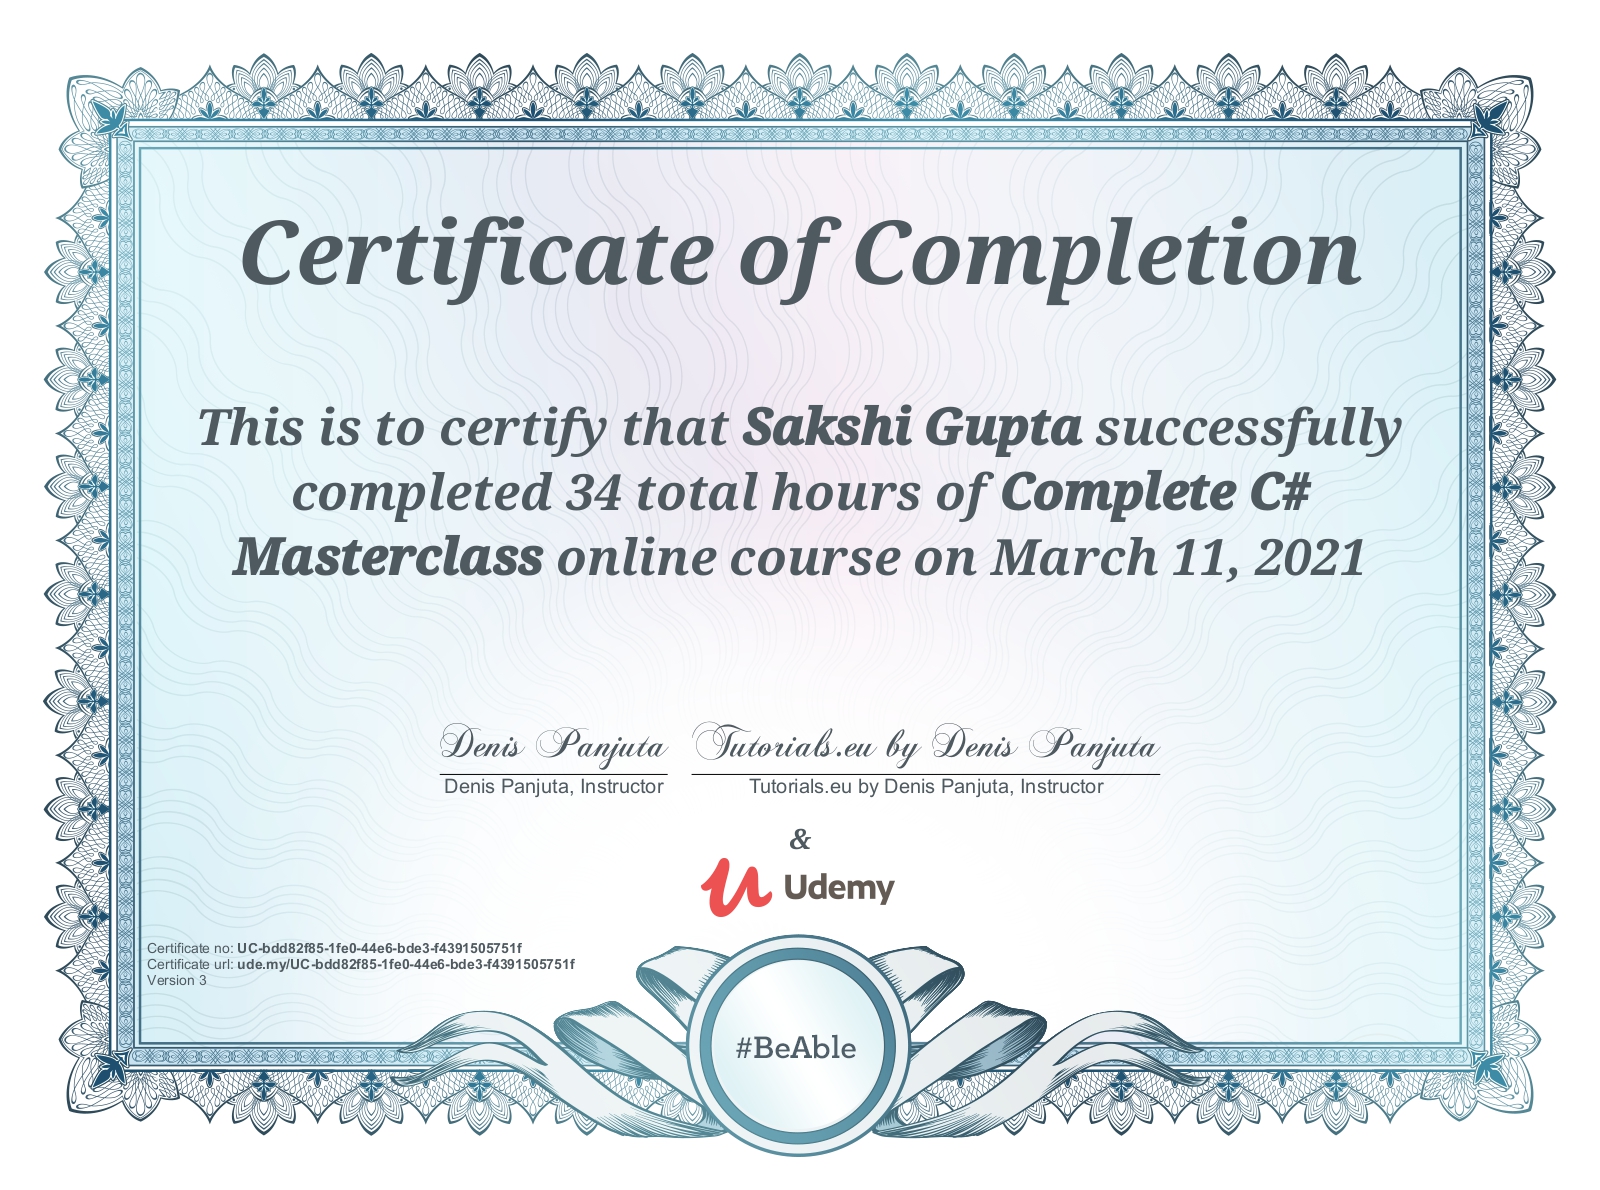 Certificate of Completion
This is to certify that Sakshi Gupta successfully
completed 34 total hours of Complete C#
Masterclass online course on March 11, 2021
Denis Panjuta
Denis Panjuta, Instructor
Tutorials.eu by Denis Panjuta
Tutorials.eu by Denis Panjuta, Instructor
&
Udemy
Certificate no: UC-bdd82f85-1fe0-44e6-bde3-f4391505751f
Certificate url: ude.my/UC-bdd82f85-1fe0-44e6-bde3-f4391505751f
Version 3
#BeAble